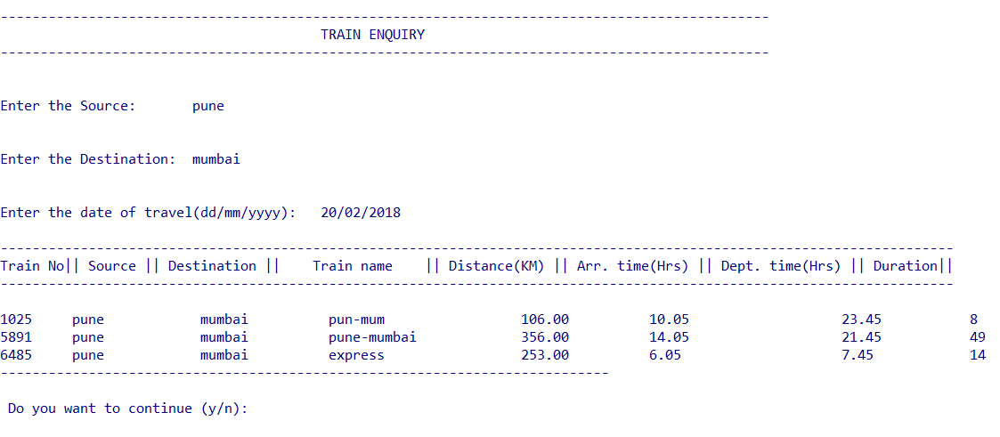 ------------------------------------------------------------------------------------------------
TRAIN ENQUIRY
------------------------------------------------------------------------------------------------
Enter the Source: pune
Enter the Destination: mumbai
Enter the date of travel(dd/mm/yyyy): 20/02/2018
-----------------------------------------------------------------------------------------------------------------------
Train No|| Source || Destination || Train name || Distance(KM) || Arr. time(Hrs) || Dept. time(Hrs) || Duration||
-----------------------------------------------------------------------------------------------------------------------
1025 pune mumbai pun-mum 106.00 10.05 23.45 8
5891 pune mumbai pune-mumbai 356.00 14.05 21.45 49
6485 pune mumbai express 253.00 6.05 7.45 14
----------------------------------------------------------------------------
Do you want to continue (y/n):